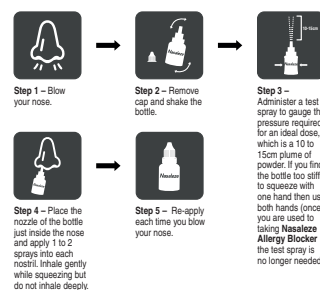 Step 1 – Blow
your nose.
Nasaleze
Step 2 – Remove
cap and shake the
bottle.
10-15cm
Nasaleze
Step 3 –
Administer a test
spray to gauge th
pressure required
for an ideal dose,
which is a 10 to
15cm plume of
powder. If you find
the bottle too stiff
to squeeze with
one hand then us
both hands (once
you are used to
taking Nasaleze
Allergy Blocker
the test spray is
no longer needed
Nasaleze
Step 4 – Place the
nozzle of the bottle
just inside the nose
and apply 1 to 2
sprays into each
nostril. Inhale gently
while squeezing but
do not inhale deeply.
Nasaleze
Step 5 – Re-apply
each time you blow
your nose.